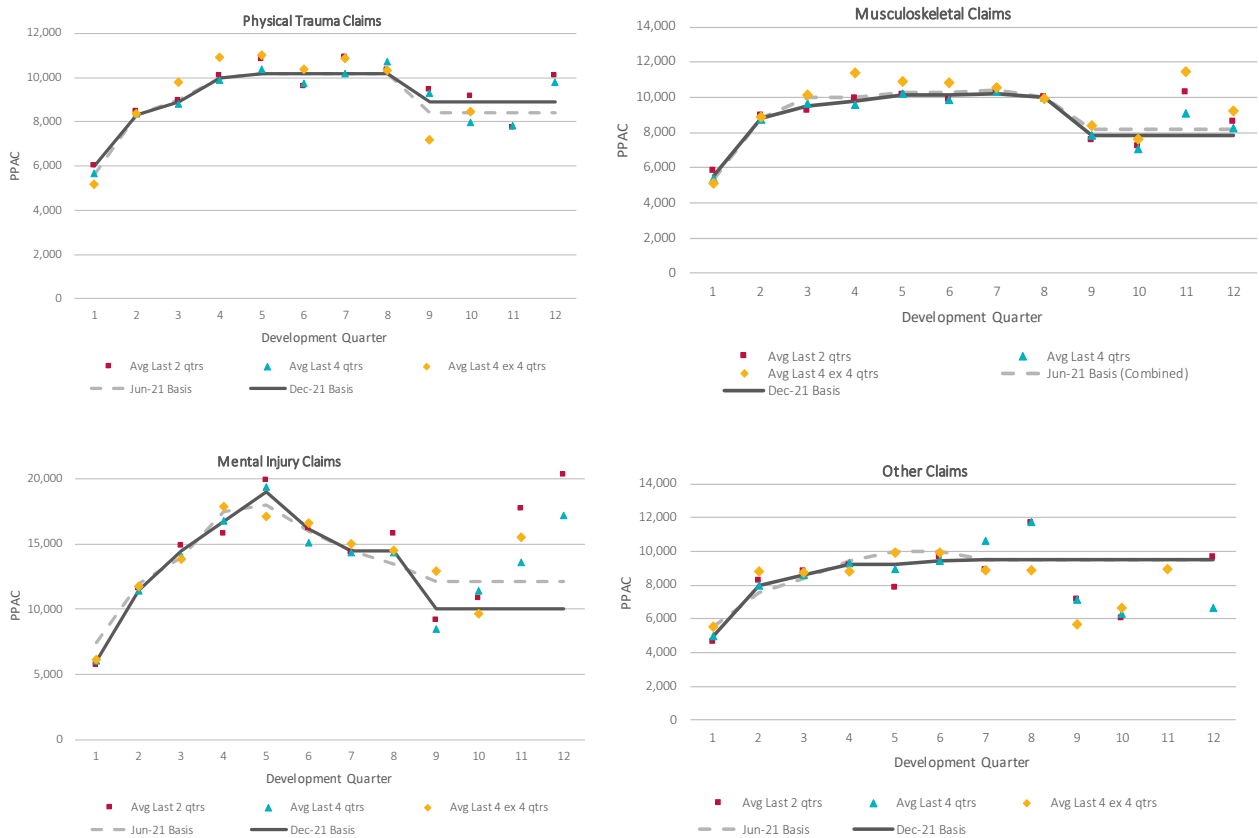 Physical Trauma Claims
12,000
10,000
8,000
6,000
4,000
2,000
0
PPAC
1 2 3 4 5 6 7 8 9 10 11 12
Development Quarter
Avg Last 2 qtrs Avg Last 4 qtrs Avg Last 4 ex 4 qtrs
Jun-21 Basis Dec-21 Basis
Musculoskeletal Claims
14,000
12,000
10,000
8,000
6,000
4,000
2,000
0
PPAC
1 2 3 4 5 6 7 8 9 10 11 12
Development Quarter
Avg Last 2 qtrs Avg Last 4 qtrs
Avg Last 4 ex 4 qtrs Jun-21 Basis (Combined)
Dec-21 Basis
Mental Injury Claims
20,000
15,000
10,000
5,000
0
PPAC
1 2 3 4 5 6 7 8 9 10 11 12
Development Quarter
Avg Last 2 qtrs Avg Last 4 qtrs Avg Last 4 ex 4 qtrs
Jun-21 Basis Dec-21 Basis
Other Claims
14,000
12,000
10,000
8,000
6,000
4,000
2,000
0
PPAC
1 2 3 4 5 6 7 8 9 10 11 12
Development Quarter
Avg Last 2 qtrs Avg Last 4 qtrs Avg Last 4 ex 4 qtrs
Jun-21 Basis Dec-21 Basis